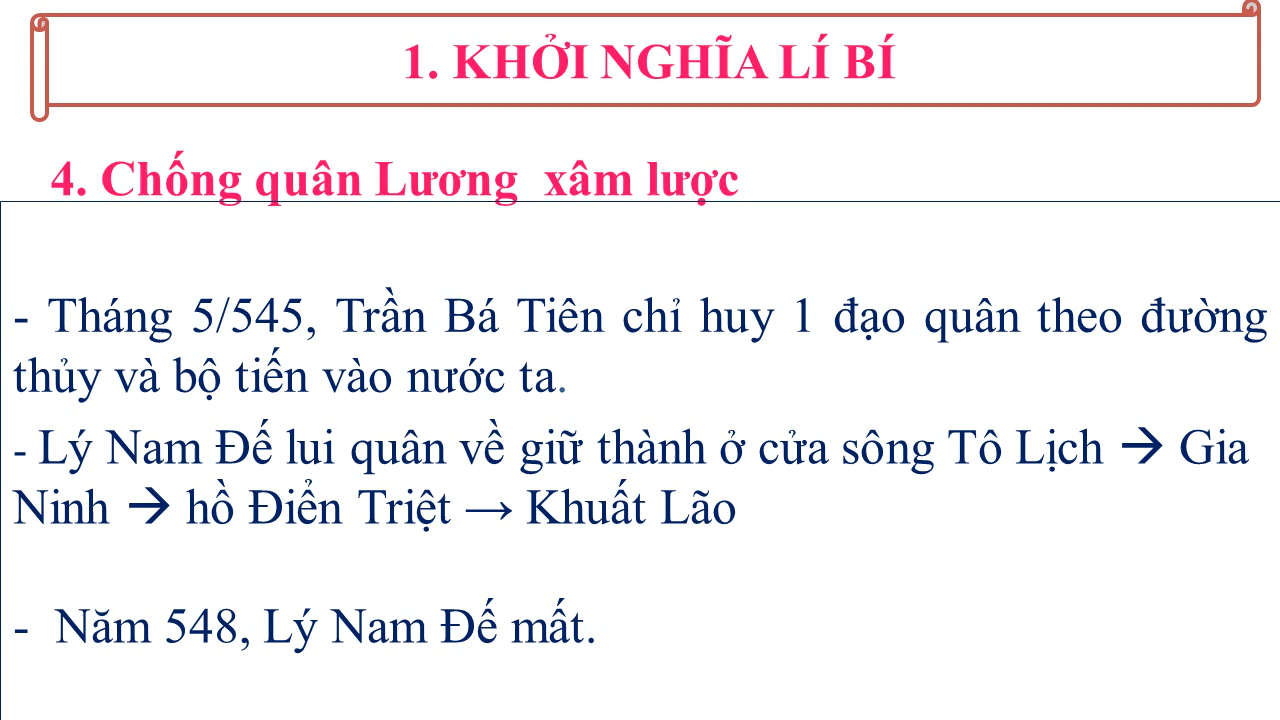 1. KHỞI NGHĨA LÍ BÍ
4. Chống quân Lương  xâm lược
- Tháng 5/545, Trần Bá Tiên chỉ huy 1 đạo quân theo đường
thủy và bộ tiến vào nước ta.
- Lý Nam Đế lui quân về giữ thành ở cửa sông Tô Lịch → Gia
Ninh → hồ Điển Triệt → Khuất Lão
-  Năm 548, Lý Nam Đế mất.